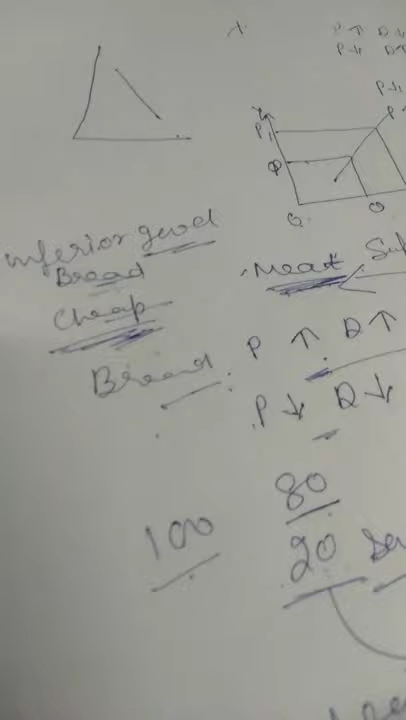 P ↑ D ↓
P ↓ D ↑
P ↓
P
P1
P
Q
Inferior good
Bread
Meat
Cheap
Bread P ↑ D ↑
P ↓ D ↓
80
100
20